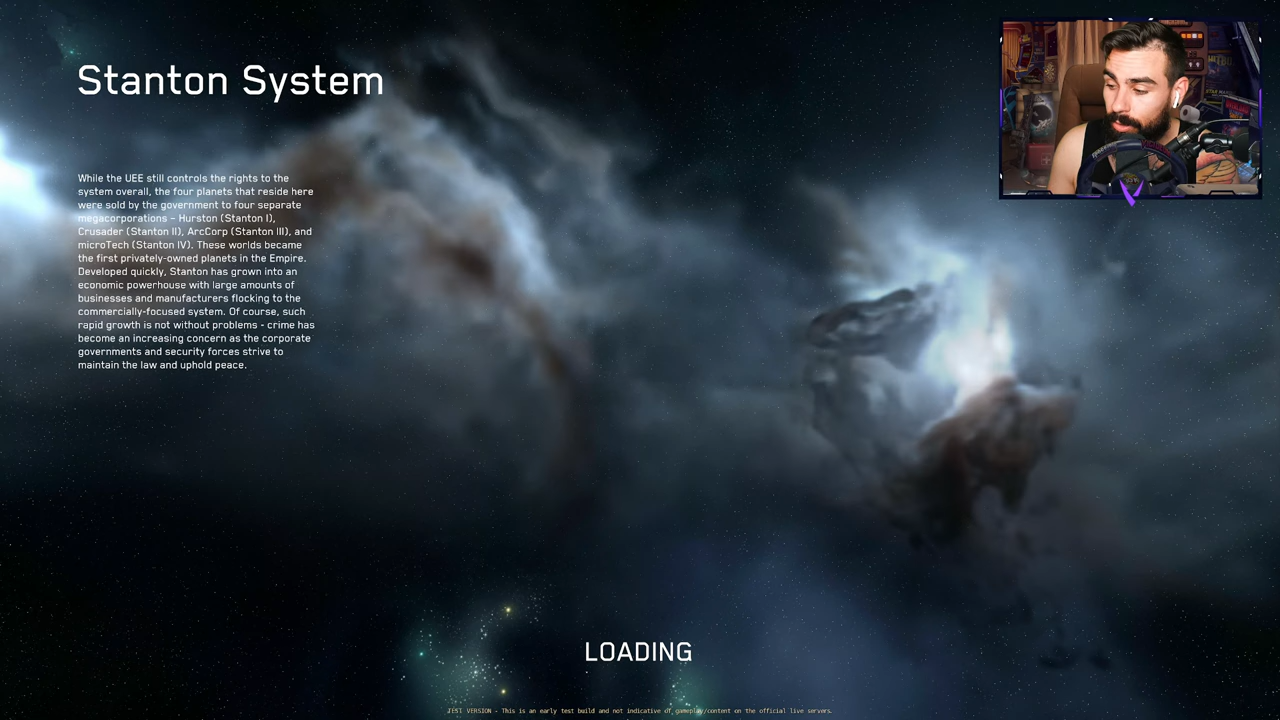 Stanton System
While the UEE still controls the rights to the
system overall, the four planets that reside here
were sold by the government to four separate
megacorporations – Hurston (Stanton I),
Crusader (Stanton II), ArcCorp (Stanton III), and
microTech (Stanton IV). These worlds became
the first privately-owned planets in the Empire.
Developed quickly, Stanton has grown into an
economic powerhouse with large amounts of
businesses and manufacturers flocking to the
commercially-focused system. Of course, such
rapid growth is not without problems - crime has
become an increasing concern as the corporate
governments and security forces strive to
maintain the law and uphold peace.
LOADING
TEST VERSION - This is an early test build and not indicative of gameplay/content on the official live servers.